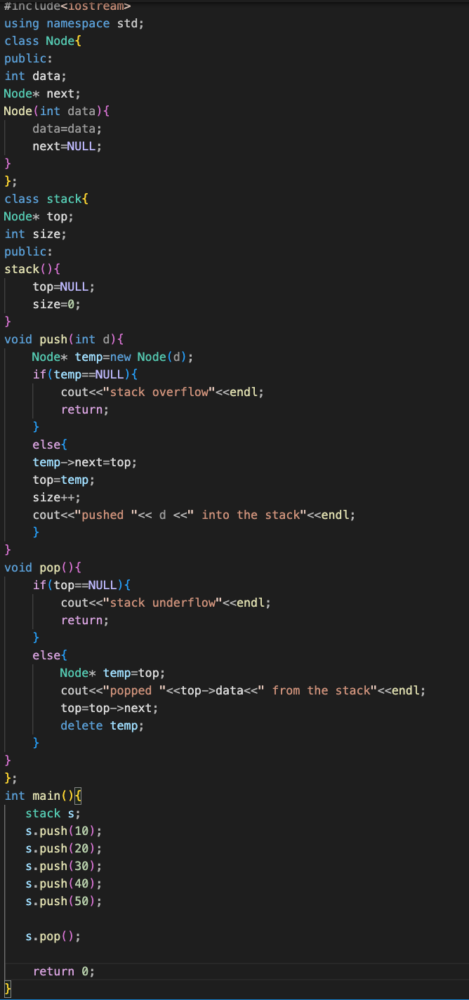 #include<iostream>
using namespace std;
class Node{
public:
int data;
Node* next;
Node(int data){
    data=data;
    next=NULL;
}
};
class stack{
Node* top;
int size;
public:
stack(){
    top=NULL;
    size=0;
}
void push(int d){
    Node* temp=new Node(d);
    if(temp==NULL){
        cout<<"stack overflow"<<endl;
        return;
    }
    else{
    temp->next=top;
    top=temp;
    size++;
    cout<<"pushed "<< d <<" into the stack"<<endl;
    }
}
void pop(){
    if(top==NULL){
        cout<<"stack underflow"<<endl;
        return;
    }
    else{
        Node* temp=top;
        cout<<"popped "<<top->data<<" from the stack"<<endl;
        top=top->next;
        delete temp;
    }
}
};
int main(){
   stack s;
   s.push(10);
   s.push(20);
   s.push(30);
   s.push(40);
   s.push(50);

   s.pop();

    return 0;
}